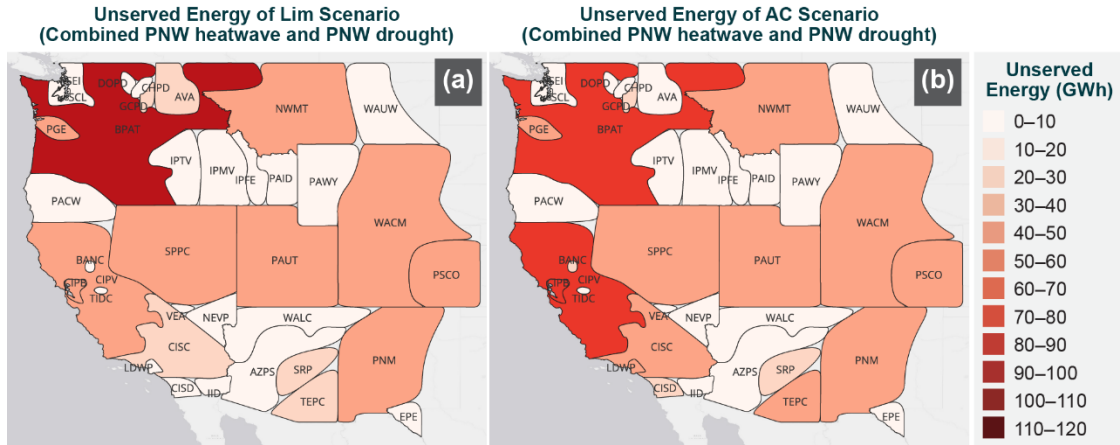 Unserved Energy of Lim Scenario
(Combined PNW heatwave and PNW drought)
Unserved Energy of AC Scenario
(Combined PNW heatwave and PNW drought)
(a)
DOPD
CHPD
GCPD
AVA
NWMT
WAUW
PGE
BPAT
IPTV
IPMV
IPFE
PAID
PAWY
PACW
WACM
SPPC
PAUT
PSCO
BANC
CIPV
CIPB
TIDC
VEA
NEVP
WALC
CISC
LDWP
AZPS
SRP
PNM
CISD
IID
TEPC
EPE
(b)
DOPD
CHPD
GCPD
AVA
NWMT
WAUW
PGE
BPAT
IPTV
IPMV
IPFE
PAID
PAWY
PACW
WACM
SPPC
PAUT
PSCO
BANC
CIPV
CIPB
TIDC
VEA
NEVP
WALC
CISC
LDWP
AZPS
SRP
PNM
CISD
IID
TEPC
EPE
Unserved
Energy (GWh)
0–10
10–20
20–30
30–40
40–50
50–60
60–70
70–80
80–90
90–100
100–110
110–120